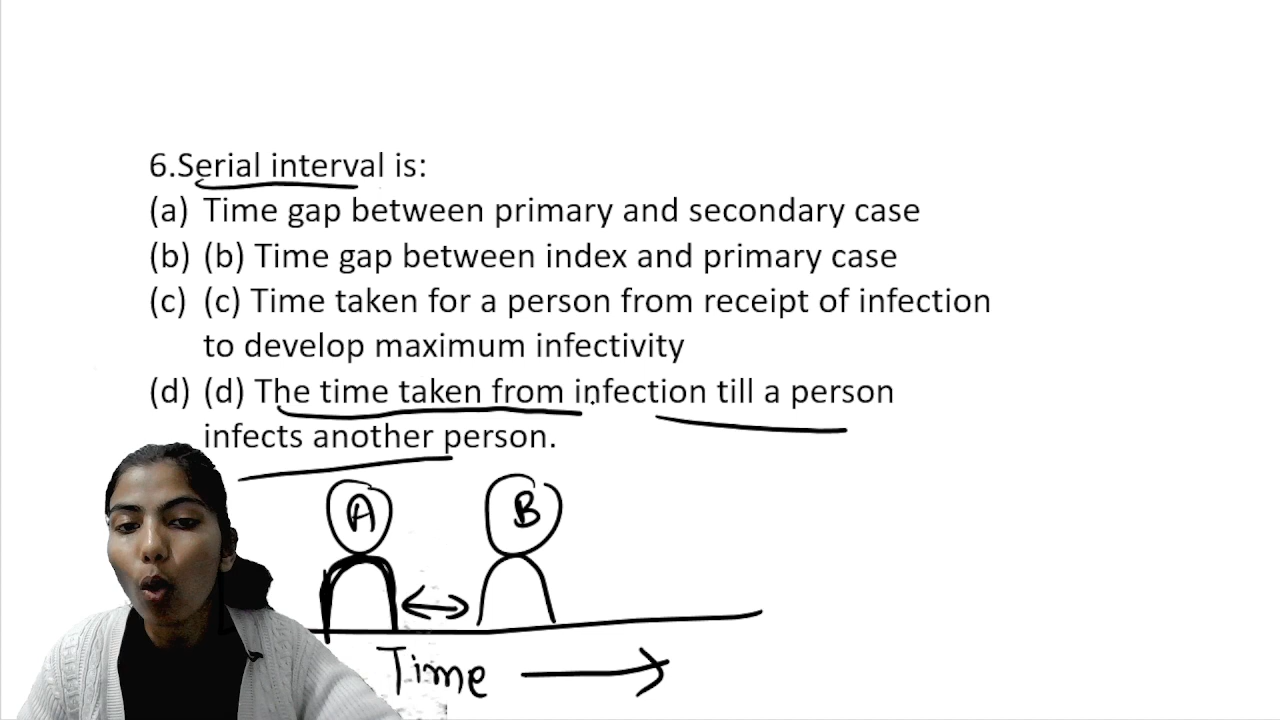 6.Serial interval is:
(a) Time gap between primary and secondary case
(b) (b) Time gap between index and primary case
(c) (c) Time taken for a person from receipt of infection
to develop maximum infectivity
(d) (d) The time taken from infection till a person
infects another person.
A B
Time